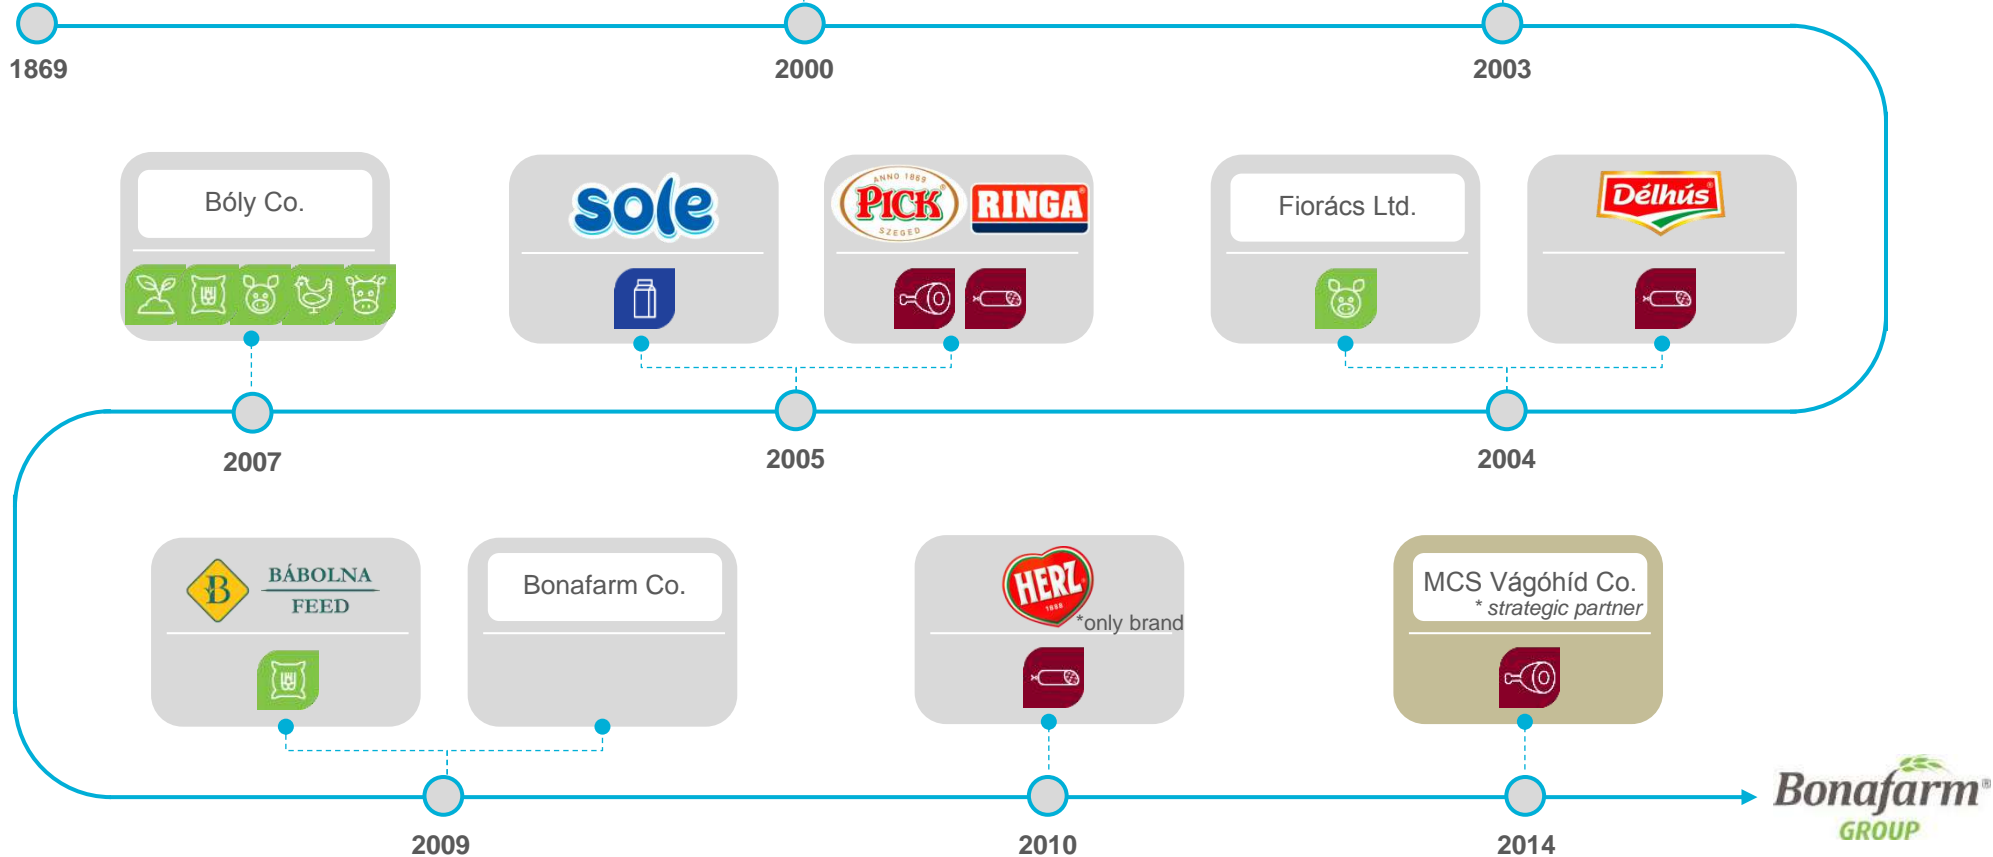 1869
2000
2003
Bóly Co.
sole
ANNO 1869
PICK®
SZEGED
RINGA®
Fiorács Ltd.
Délhús®
2007
2005
2004
B
BÁBOLNA
FEED
Bonafarm Co.
HERZ
1888
*only brand
MCS Vágóhíd Co.
* strategic partner
Bonafarm®
GROUP
2009
2010
2014